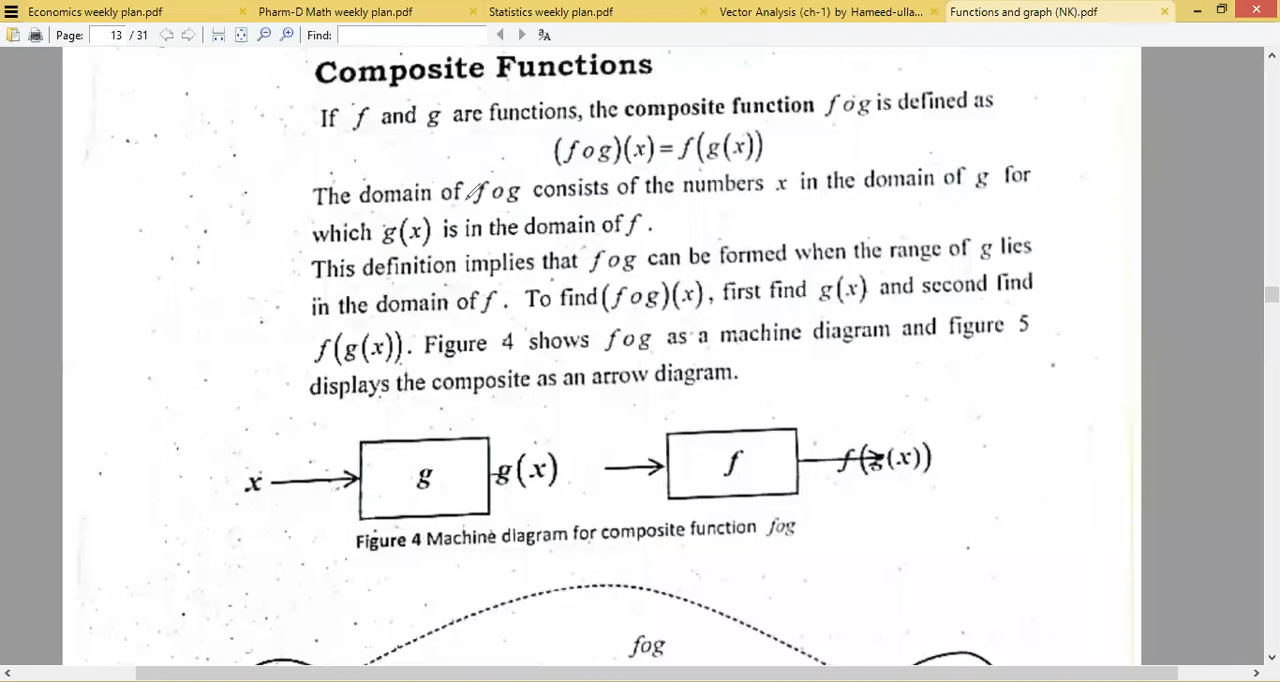 Economics weekly plan.pdf × Pharm-D Math weekly plan.pdf × Statistics weekly plan.pdf × Vector Analysis (ch-1) by Hameed-ulla... × Functions and graph (NK).pdf ×
Page: 13 / 31 Find:
Composite Functions
If f and g are functions, the composite function fog is defined as
(fog)(x)=f(g(x))
The domain of fog consists of the numbers x in the domain of g for
which g(x) is in the domain of f .
This definition implies that fog can be formed when the range of g lies
in the domain of f . To find (fog)(x), first find g(x) and second find
f(g(x)). Figure 4 shows fog as a machine diagram and figure 5
displays the composite as an arrow diagram.
x g g(x) f f(g(x))
Figure 4 Machine diagram for composite function fog
fog